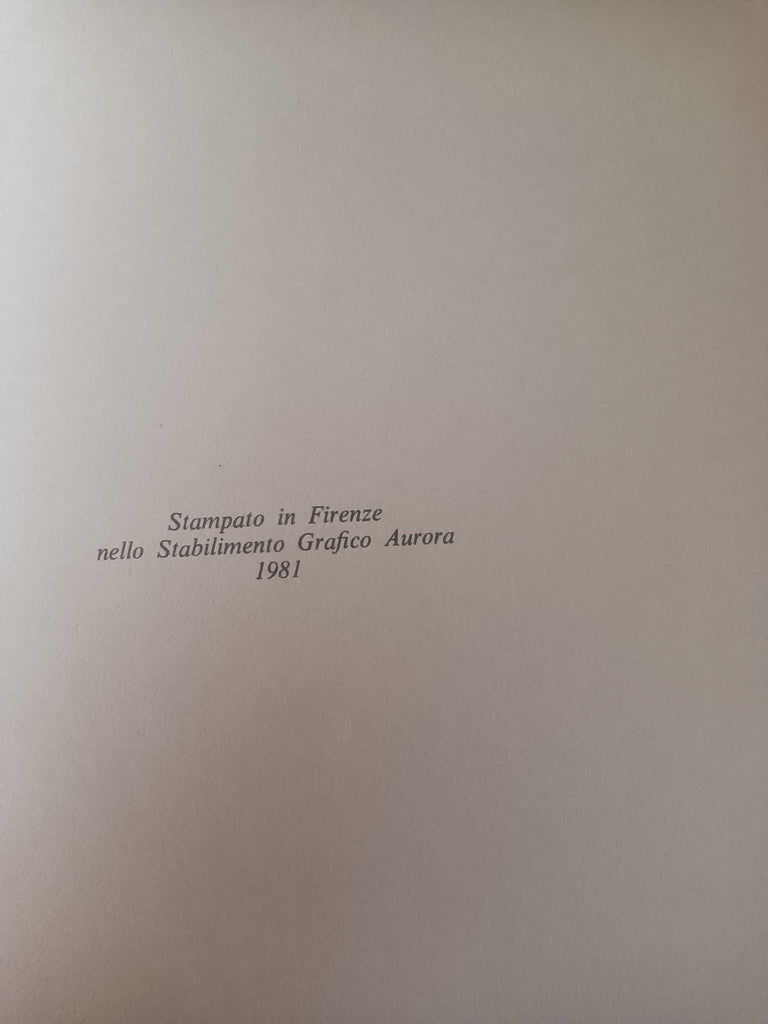 Stampato in Firenze
nello Stabilimento Grafico Aurora
1981